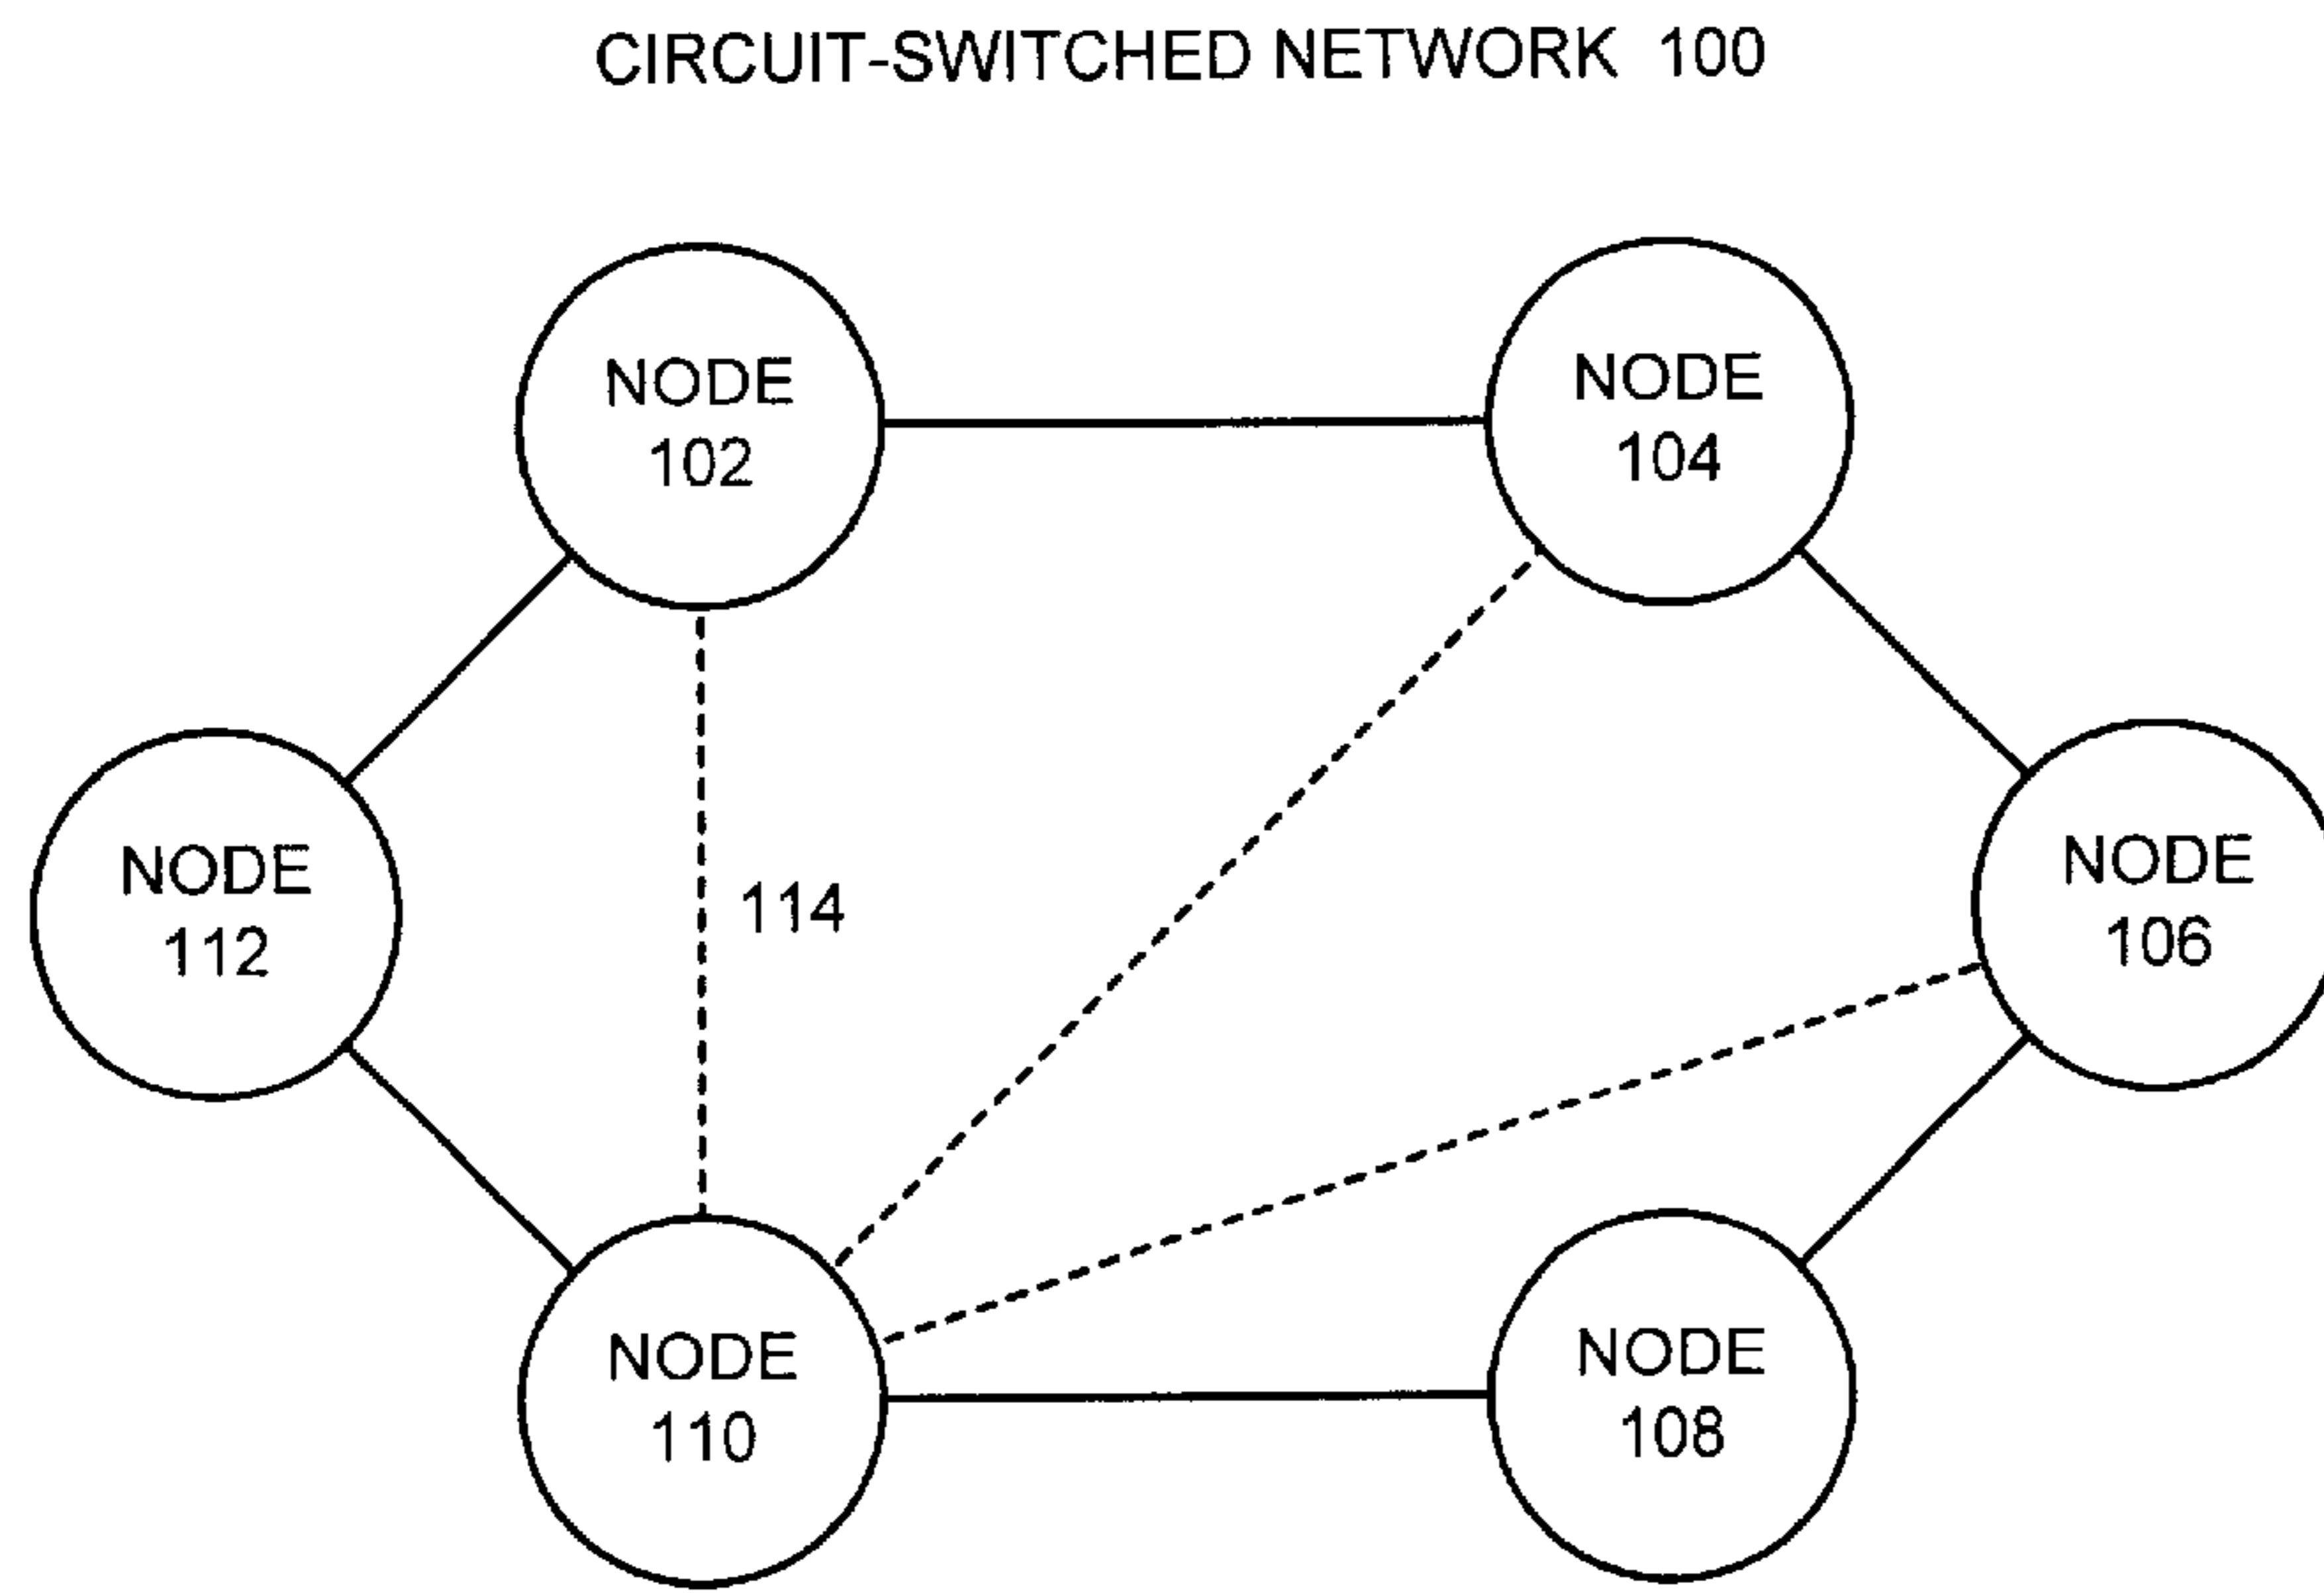 CIRCUIT-SWITCHED NETWORK 100
NODE
102
NODE
104
NODE
112
114
NODE
106
NODE
110
NODE
108